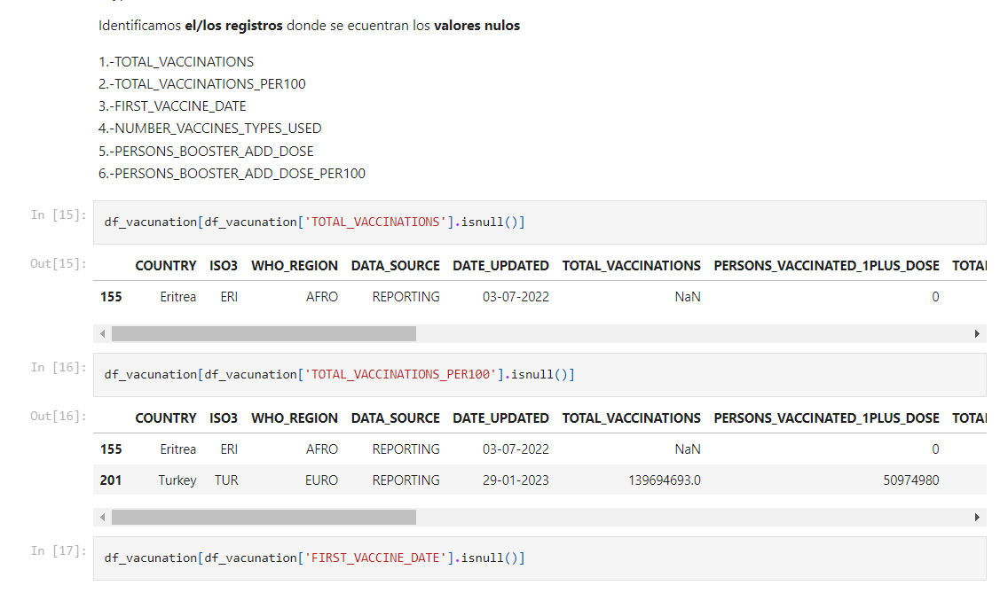 Identificamos el/los registros donde se ecuentran los valores nulos
1.-TOTAL_VACCINATIONS
2.-TOTAL_VACCINATIONS_PER100
3.-FIRST_VACCINE_DATE
4.-NUMBER_VACCINES_TYPES_USED
5.-PERSONS_BOOSTER_ADD_DOSE
6.-PERSONS_BOOSTER_ADD_DOSE_PER100
In [15]: df_vacunation[df_vacunation['TOTAL_VACCINATIONS'].isnull()]
Out[15]: COUNTRY ISO3 WHO_REGION DATA_SOURCE DATE_UPDATED TOTAL_VACCINATIONS PERSONS_VACCINATED_1PLUS_DOSE TOTAL
155 Eritrea ERI AFRO REPORTING 03-07-2022 NaN 0
In [16]: df_vacunation[df_vacunation['TOTAL_VACCINATIONS_PER100'].isnull()]
Out[16]: COUNTRY ISO3 WHO_REGION DATA_SOURCE DATE_UPDATED TOTAL_VACCINATIONS PERSONS_VACCINATED_1PLUS_DOSE TOTAL
155 Eritrea ERI AFRO REPORTING 03-07-2022 NaN 0
201 Turkey TUR EURO REPORTING 29-01-2023 139694693.0 50974980
In [17]: df_vacunation[df_vacunation['FIRST_VACCINE_DATE'].isnull()]